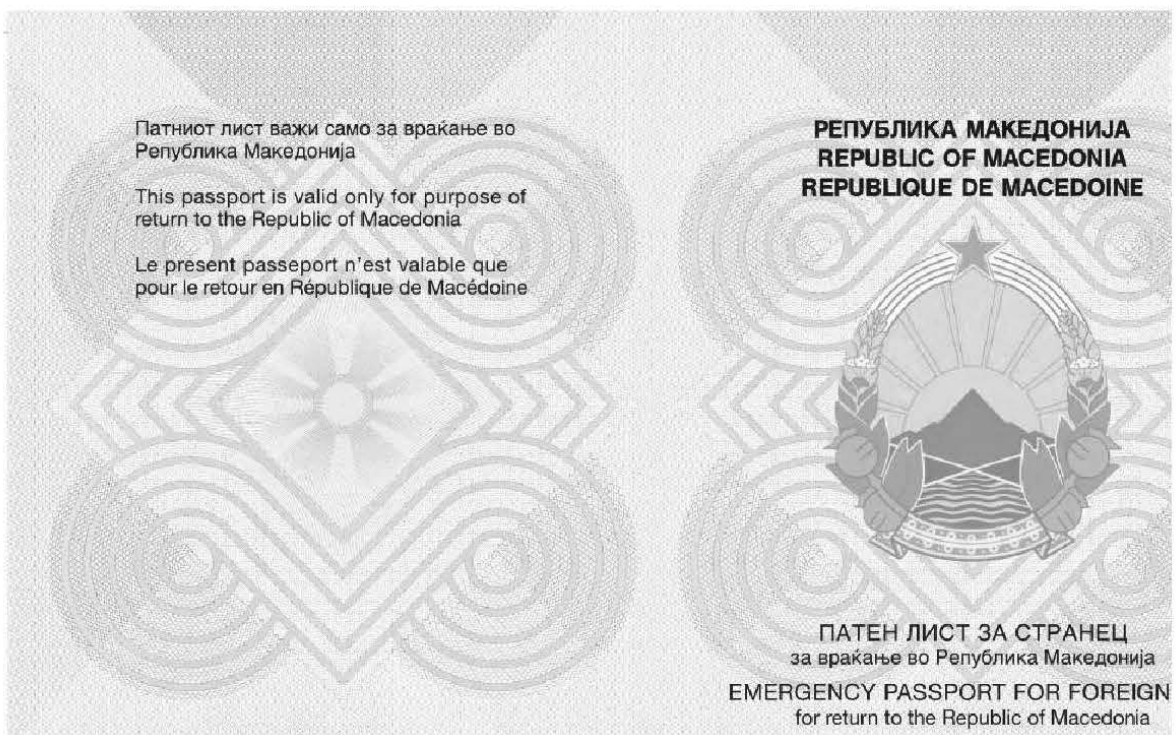 Патниот лист важи само за враќање во
Република Македонија
This passport is valid only for purpose of
return to the Republic of Macedonia
Le present passeport n'est valable que
pour le retour en République de Macédoine
РЕПУБЛИКА МАКЕДОНИЈА
REPUBLIC OF MACEDONIA
REPUBLIQUE DE MACEDOINE
ПАТЕН ЛИСТ ЗА СТРАНЕЦ
за враќање во Република Македонија
EMERGENCY PASSPORT FOR FOREIGN
for return to the Republic of Macedonia